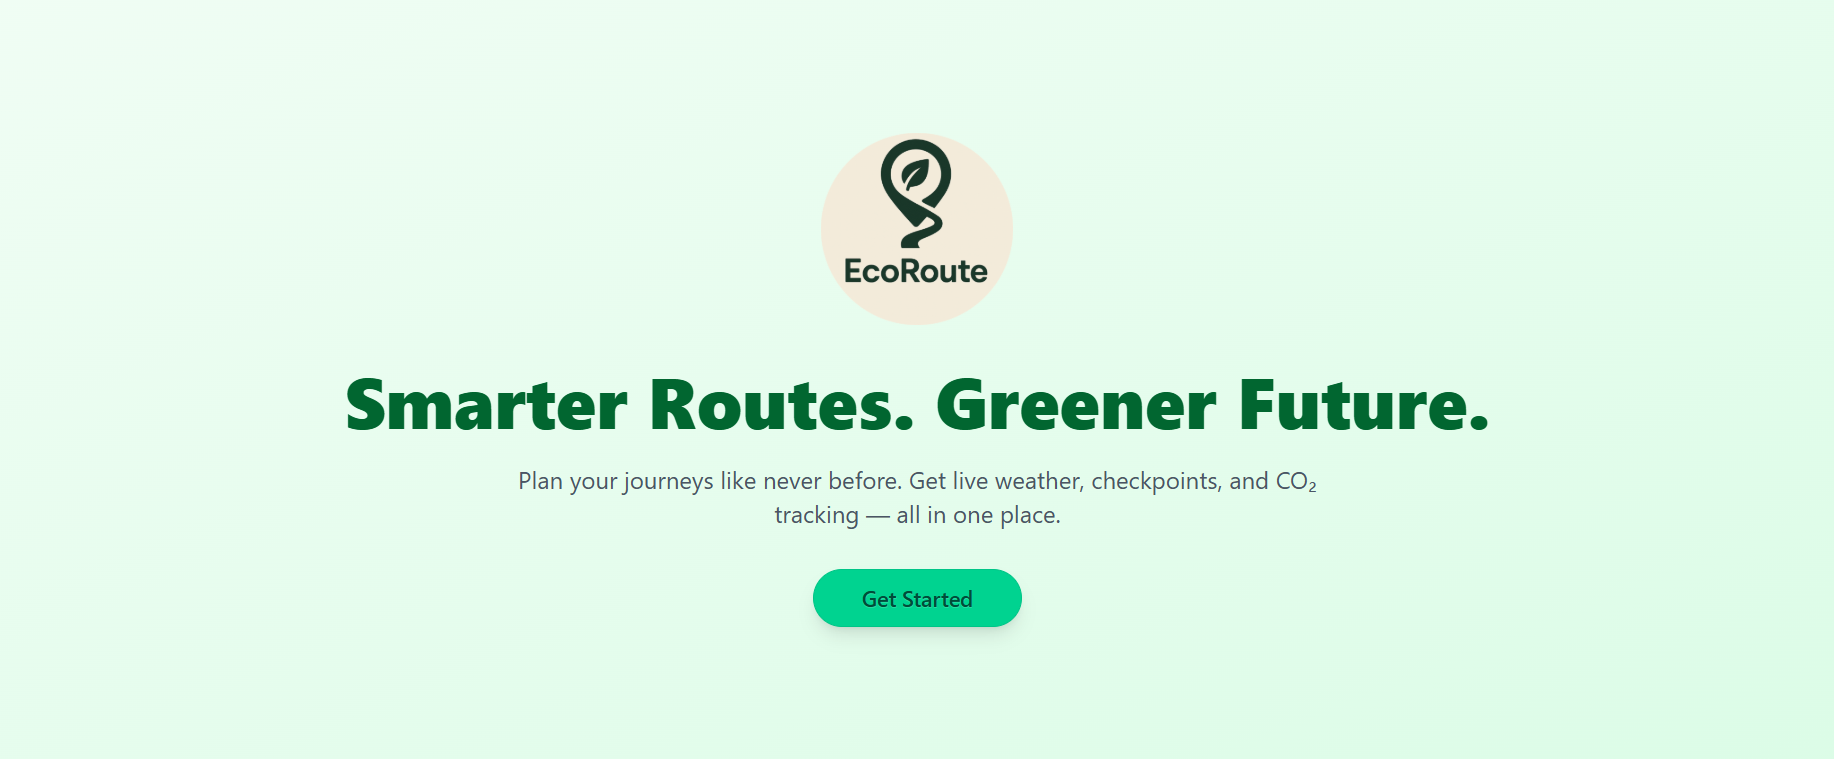 EcoRoute
Smarter Routes. Greener Future.
Plan your journeys like never before. Get live weather, checkpoints, and CO₂
tracking — all in one place.
Get Started